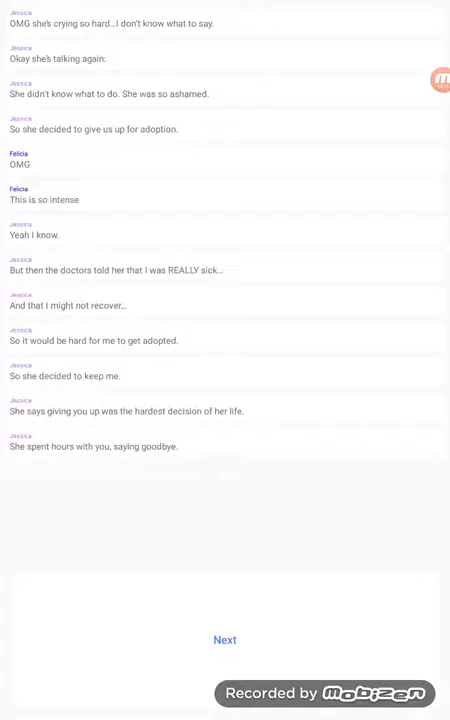 Jessica
OMG she's crying so hard...I don't know what to say.
Jessica
Okay she's talking again:
Jessica
She didn't know what to do. She was so ashamed.
Jessica
So she decided to give us up for adoption.
Felicia
OMG
Felicia
This is so intense
Jessica
Yeah I know.
Jessica
But then the doctors told her that I was REALLY sick...
Jessica
And that I might not recover...
Jessica
So it would be hard for me to get adopted.
Jessica
So she decided to keep me.
Jessica
She says giving you up was the hardest decision of her life.
Jessica
She spent hours with you, saying goodbye.
Next
Recorded by mobizen